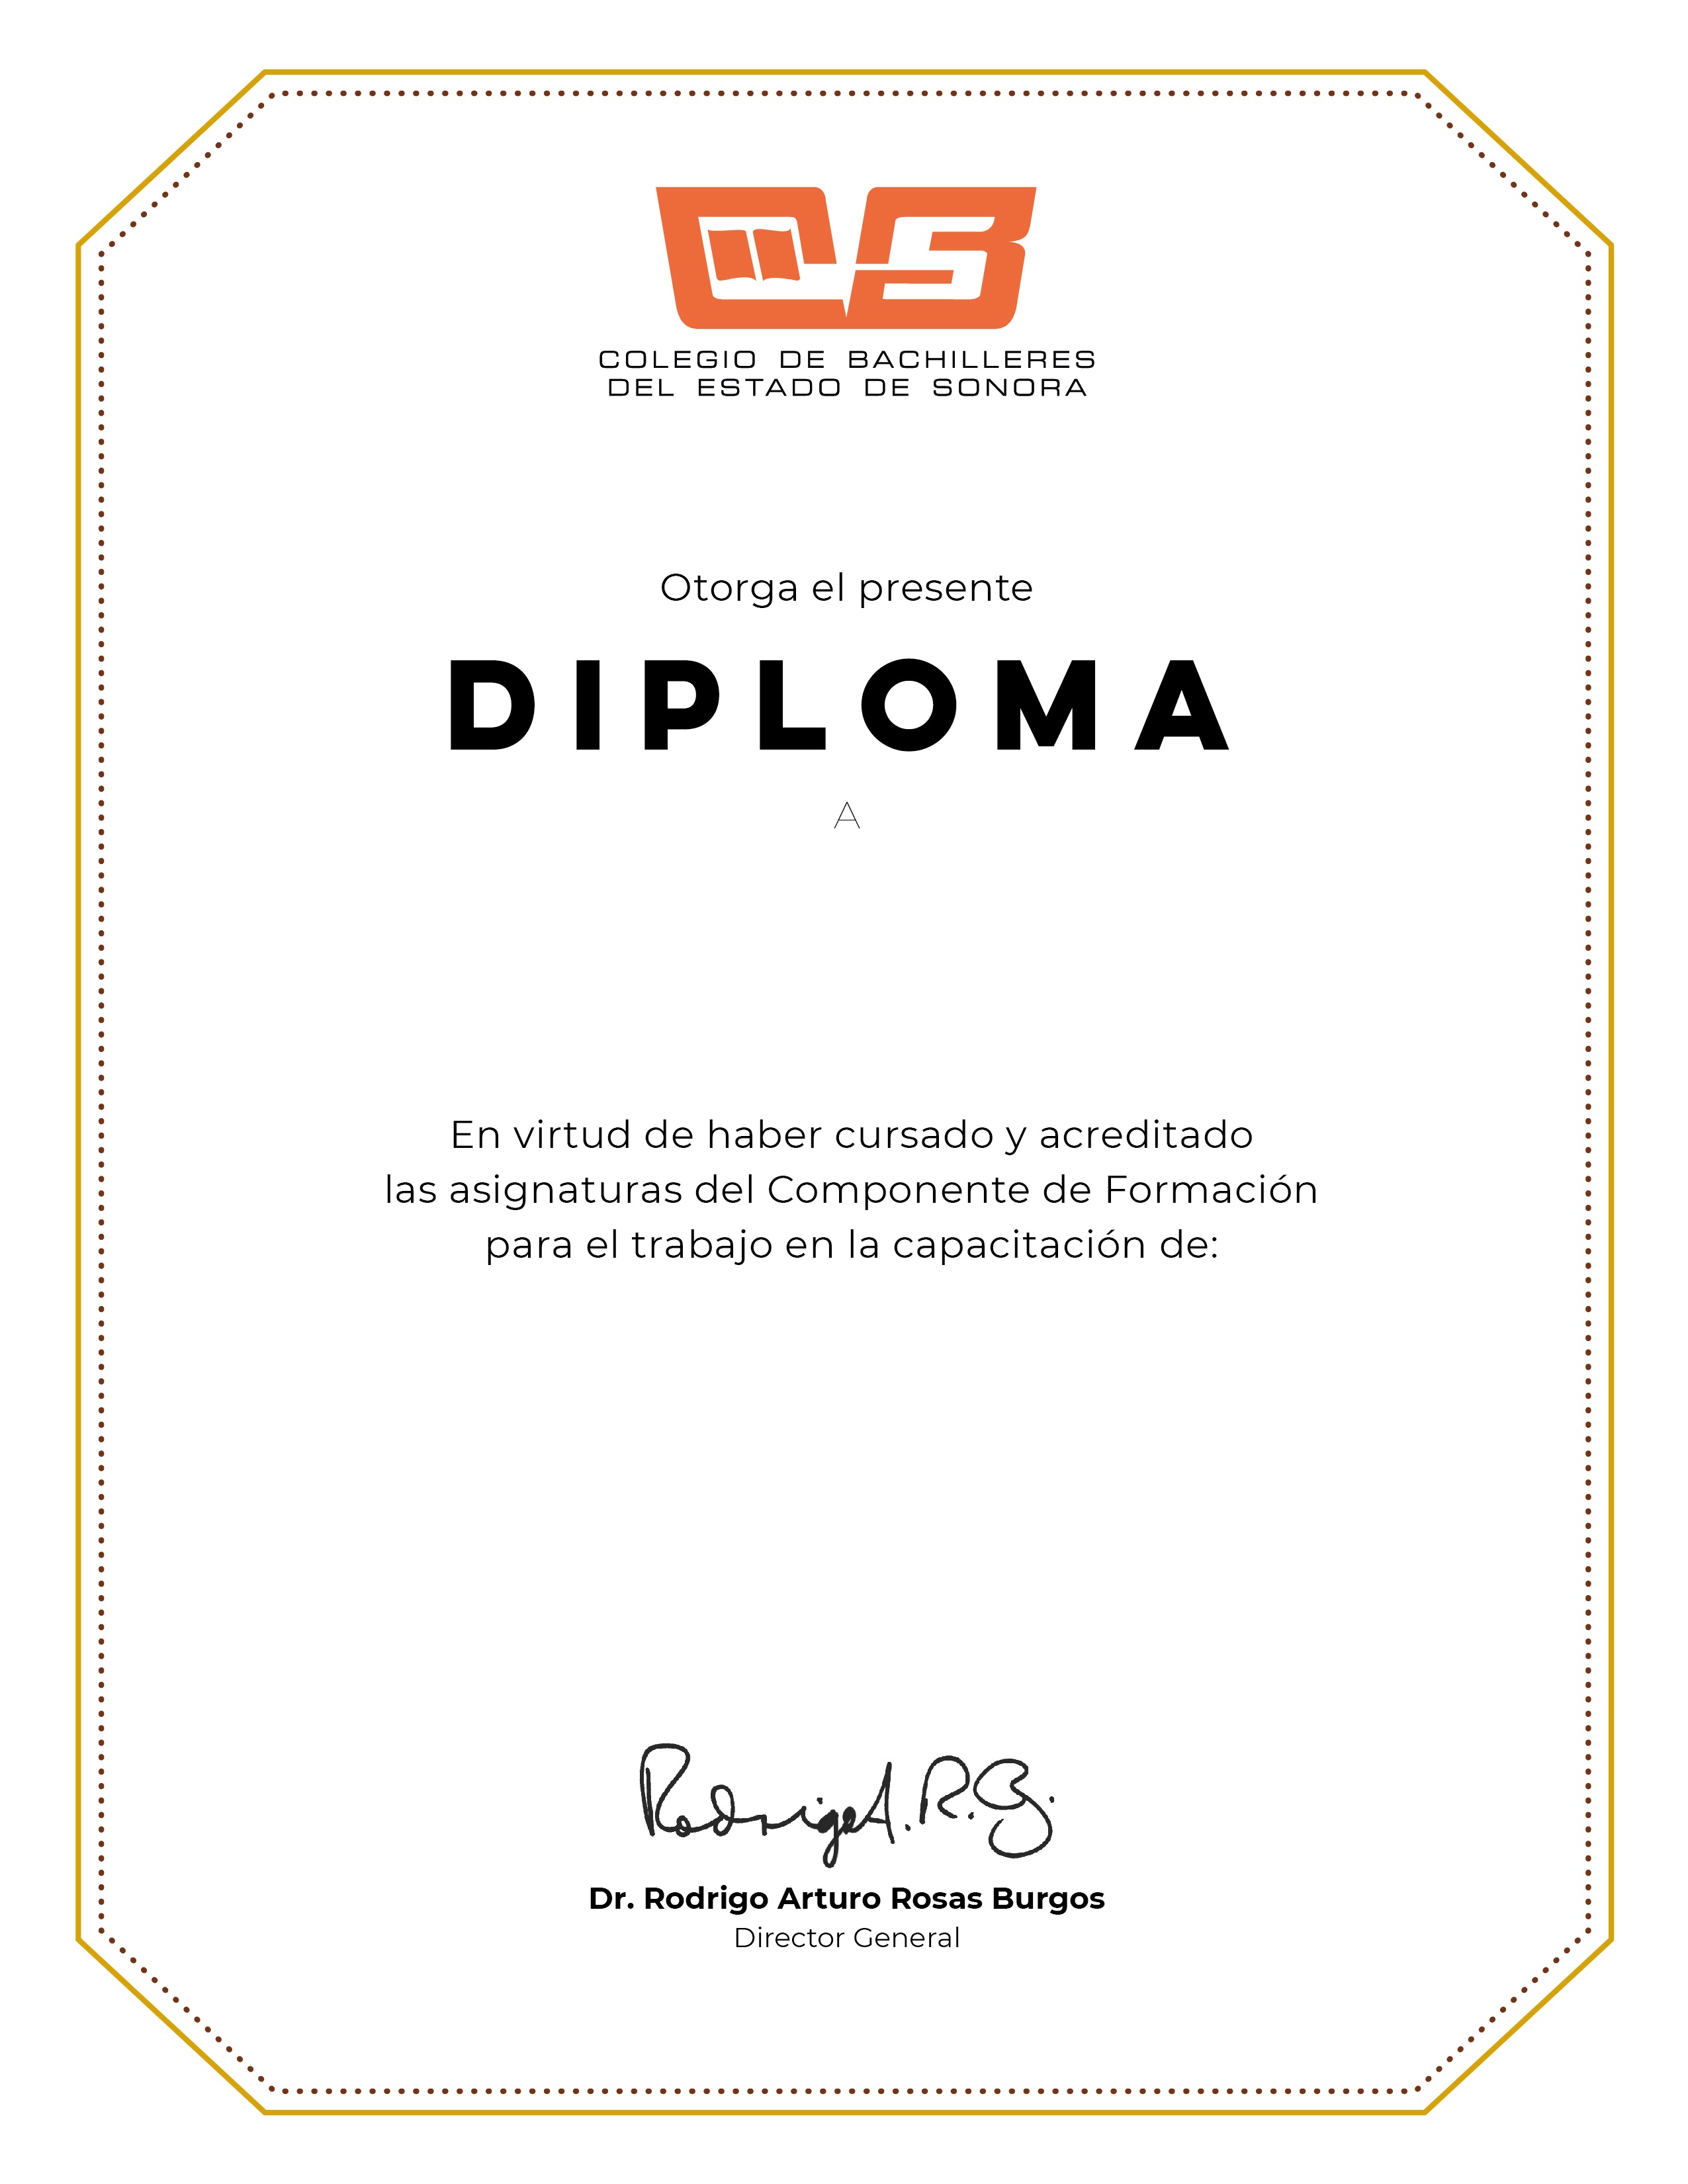 COLEGIO DE BACHILLERES
DEL ESTADO DE SONORA
Otorga el presente
DIPLOMA
A
En virtud de haber cursado y acreditado
las asignaturas del Componente de Formación
para el trabajo en la capacitación de:
Rodrigo A. R. B.
Dr. Rodrigo Arturo Rosas Burgos
Director General